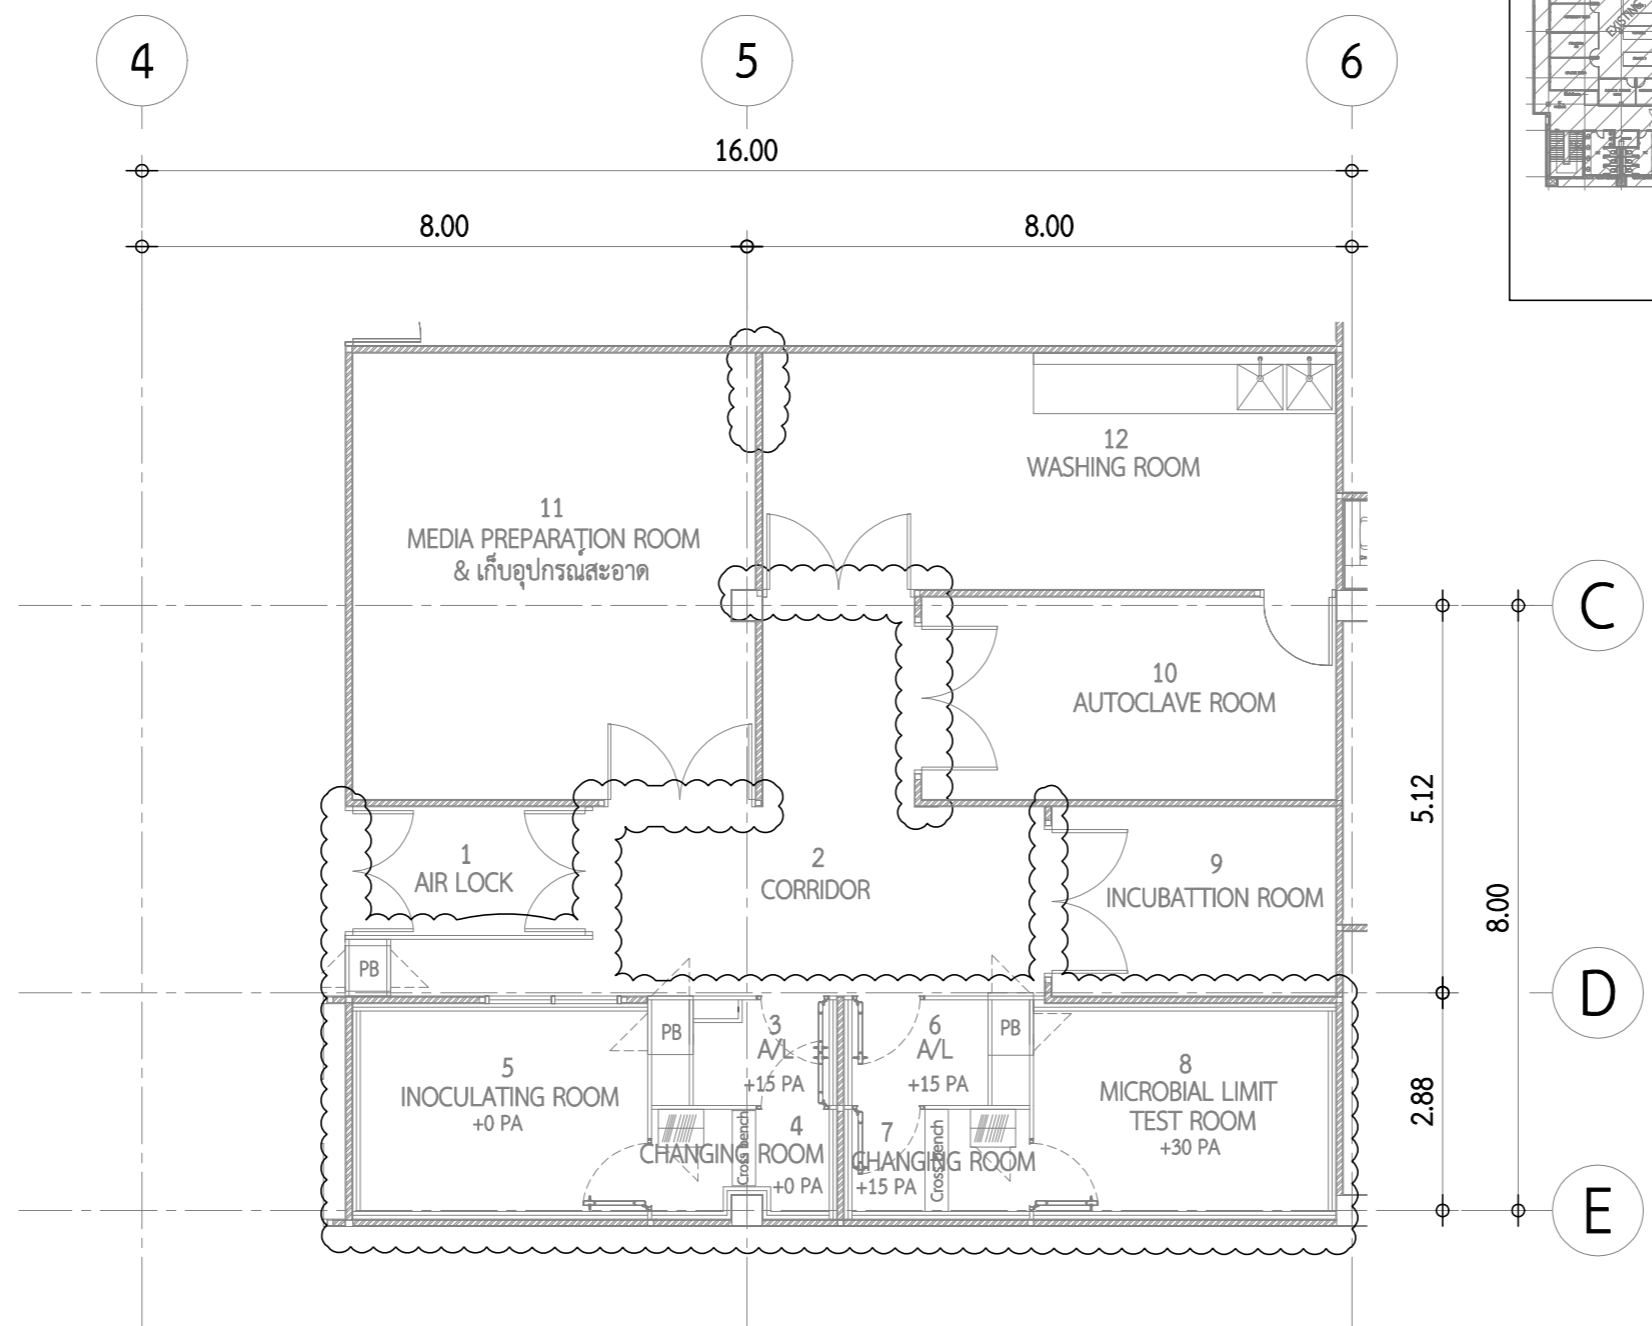 4
5
6
EXISTING
16.00
8.00
8.00
12
WASHING ROOM
11
MEDIA PREPARATION ROOM
& เก็บอุปกรณ์สะอาด
C
10
AUTOCLAVE ROOM
5.12
1
AIR LOCK
2
CORRIDOR
9
INCUBATTION ROOM
8.00
PB
D
PB
3
A/L
+15 PA
6
A/L
+15 PA
PB
5
INOCULATING ROOM
+0 PA
8
MICROBIAL LIMIT
TEST ROOM
+30 PA
2.88
4
CHANGING ROOM
+0 PA
Cross bench
7
CHANGING ROOM
+15 PA
Cross bench
E